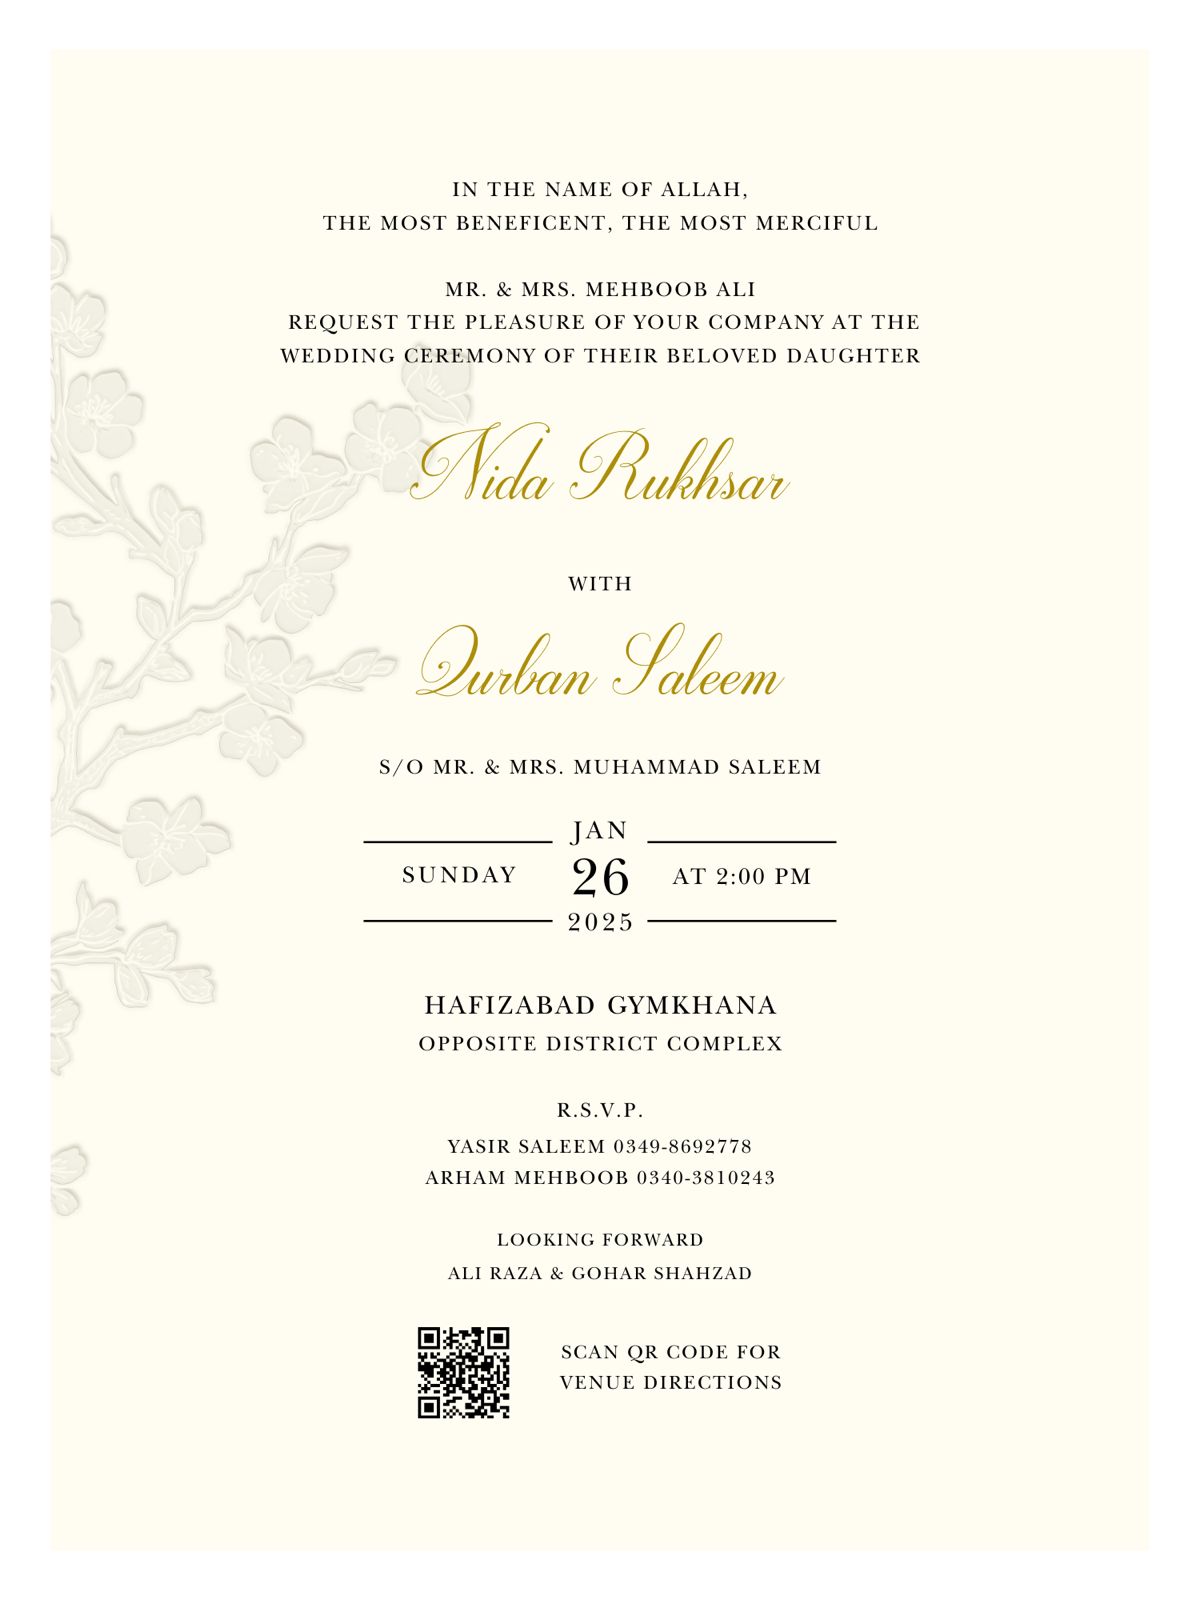 IN THE NAME OF ALLAH,
THE MOST BENEFICENT, THE MOST MERCIFUL
MR. & MRS. MEHBOOB ALI
REQUEST THE PLEASURE OF YOUR COMPANY AT THE
WEDDING CEREMONY OF THEIR BELOVED DAUGHTER
Nida Rukhsar
WITH
Qurban Saleem
S/O MR. & MRS. MUHAMMAD SALEEM
JAN
SUNDAY 26 AT 2:00 PM
2025
HAFIZABAD GYMKHANA
OPPOSITE DISTRICT COMPLEX
R.S.V.P.
YASIR SALEEM 0349-8692778
ARHAM MEHBOOB 0340-3810243
LOOKING FORWARD
ALI RAZA & GOHAR SHAHZAD
SCAN QR CODE FOR
VENUE DIRECTIONS